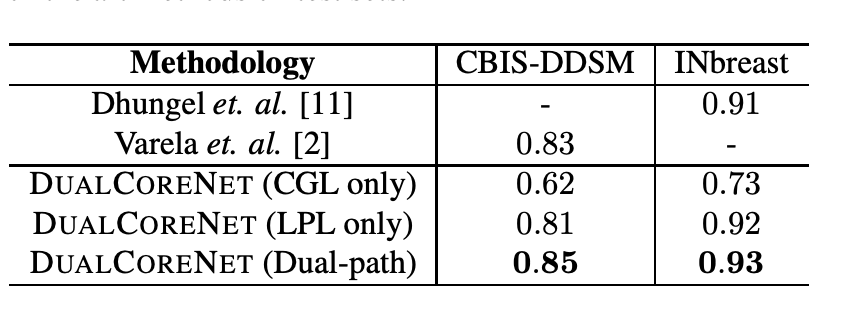 Methodology CBIS-DDSM INbreast
Dhungel et. al. [11] - 0.91
Varela et. al. [2] 0.83 -
DUALCORENET (CGL only) 0.62 0.73
DUALCORENET (LPL only) 0.81 0.92
DUALCORENET (Dual-path) 0.85 0.93